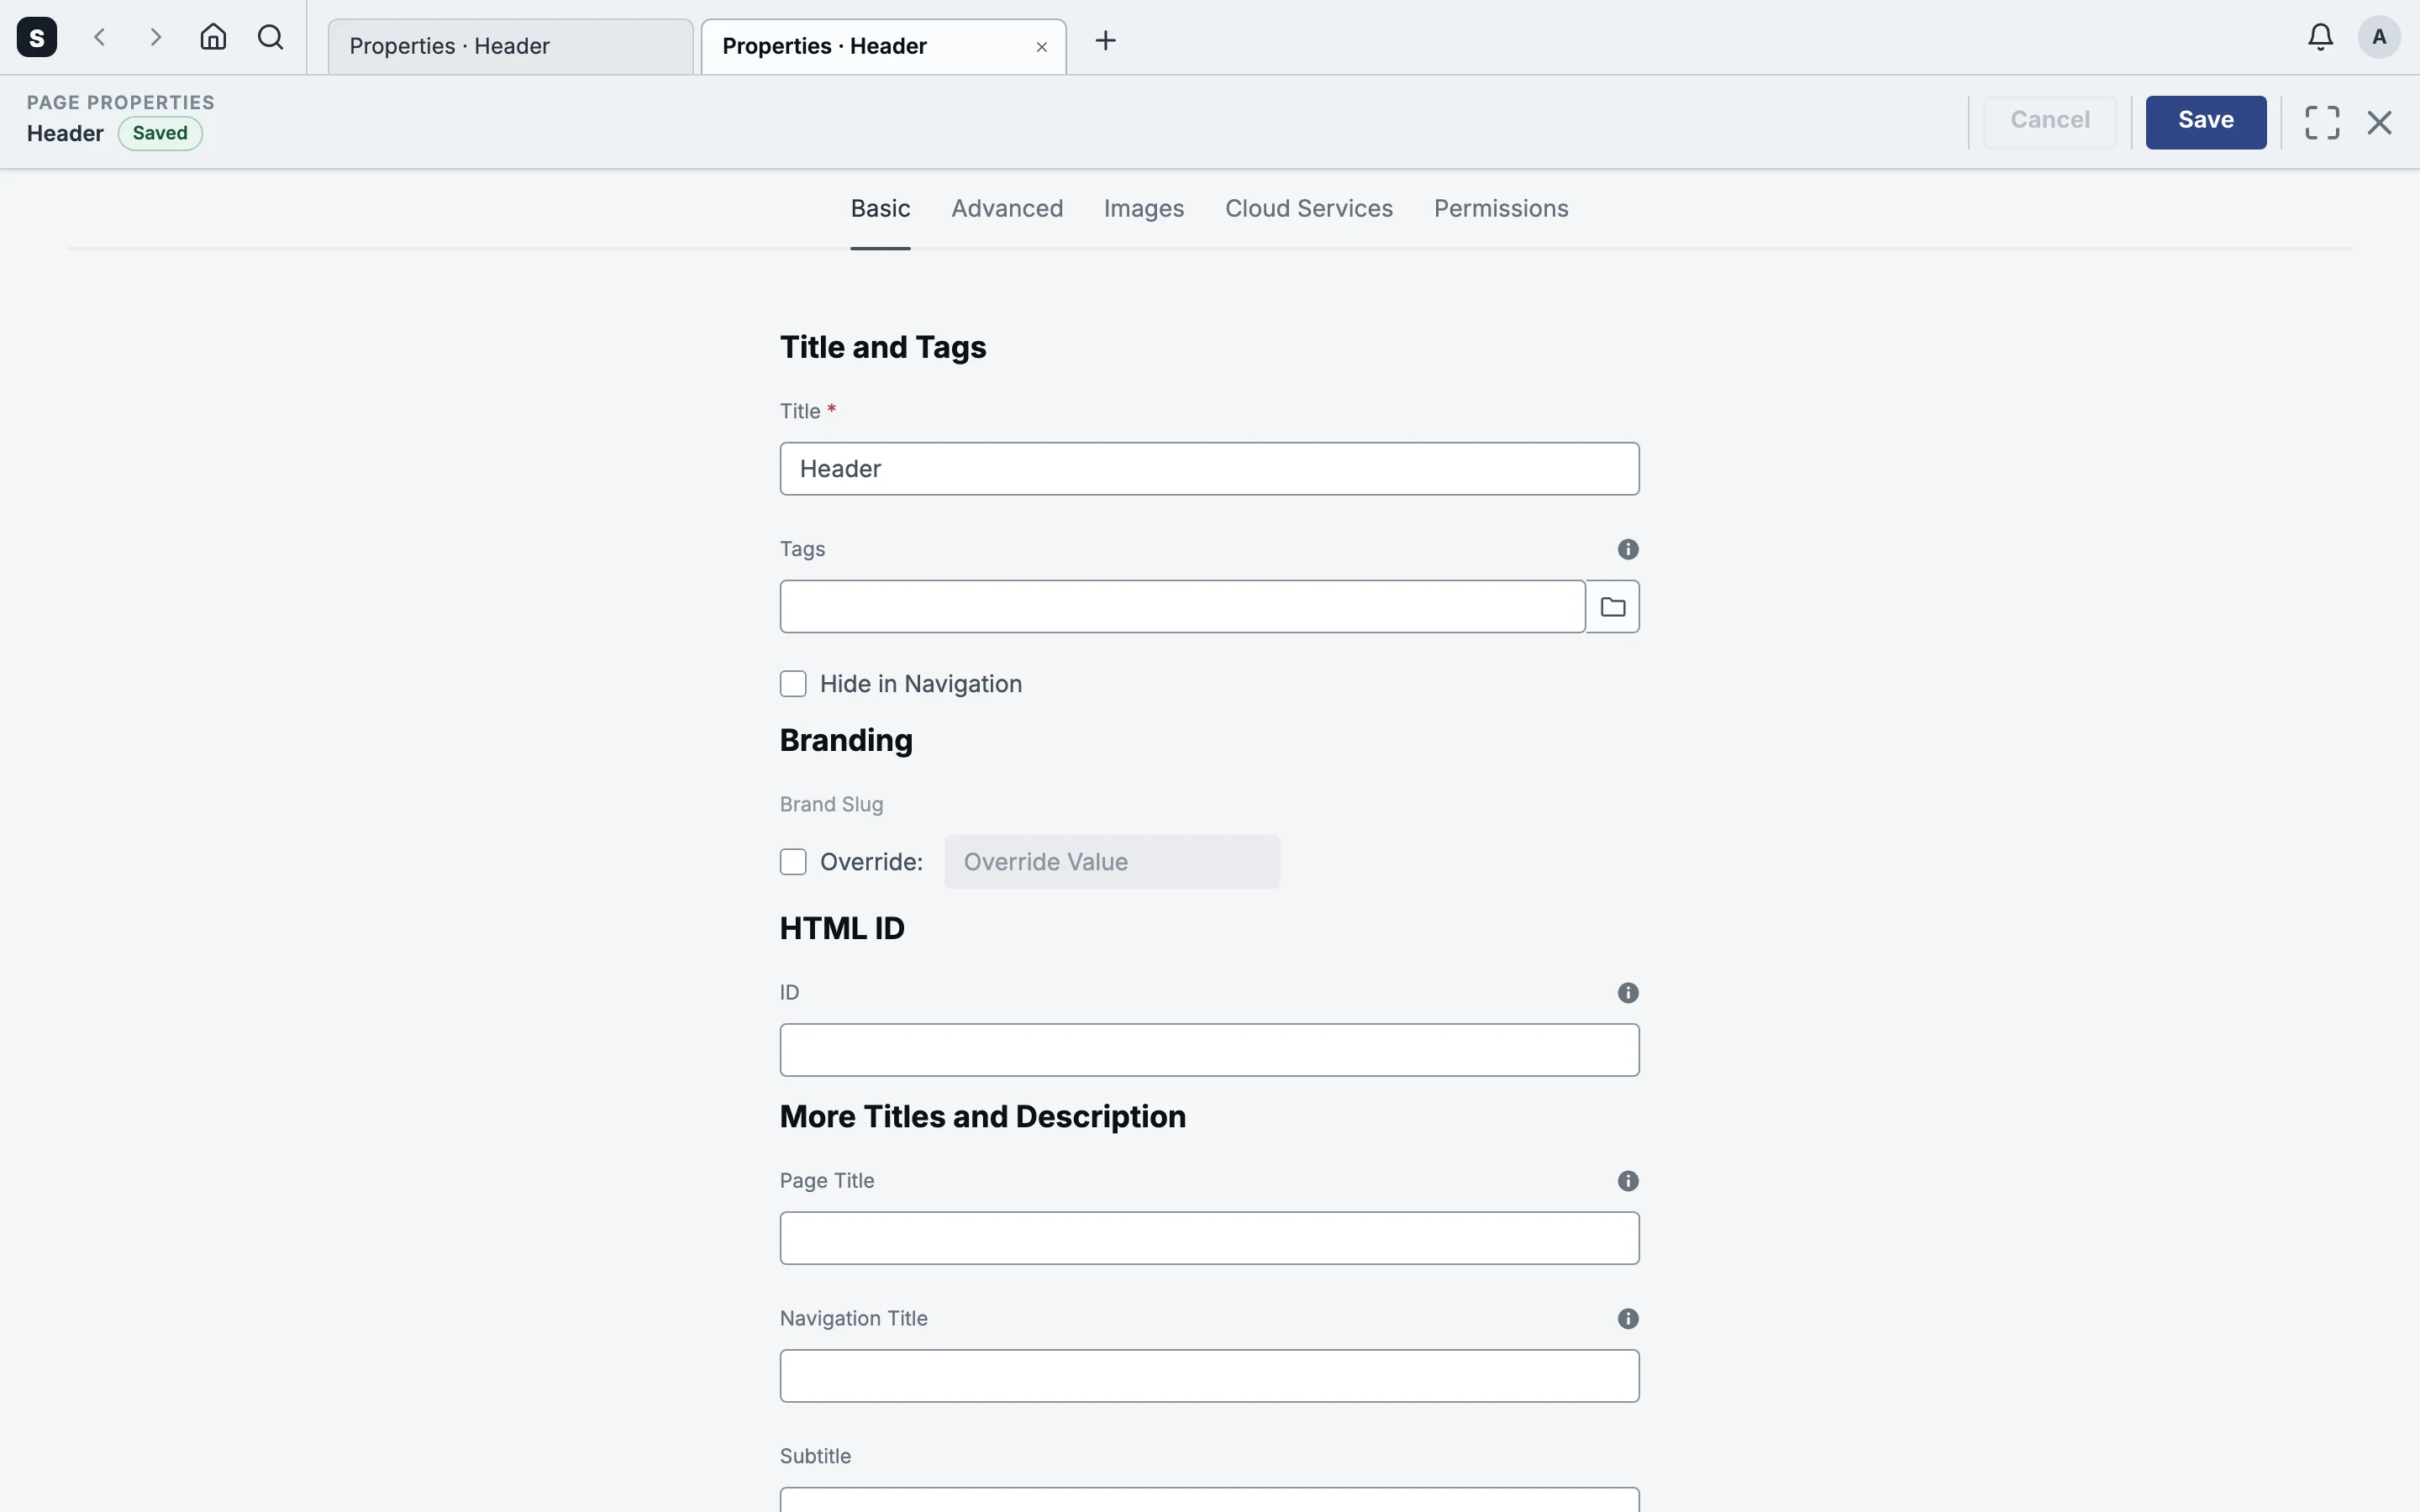 S
Properties · Header
Properties · Header
A
PAGE PROPERTIES
Header
Saved
Cancel
Save
Basic
Advanced
Images
Cloud Services
Permissions
Title and Tags
Title *
Header
Tags
Hide in Navigation
Branding
Brand Slug
Override:
Override Value
HTML ID
ID
More Titles and Description
Page Title
Navigation Title
Subtitle